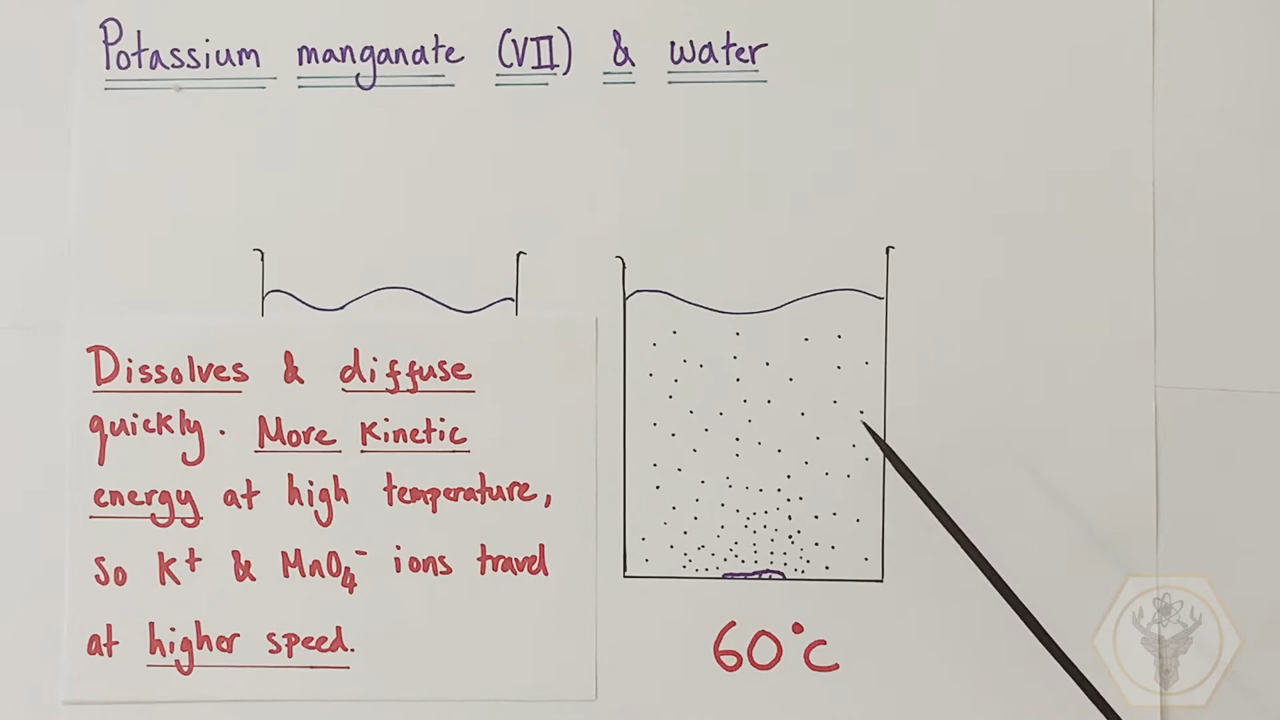 Potassium manganate (VII) & water
Dissolves & diffuse
quickly. More kinetic
energy at high temperature,
so K⁺ & MnO₄⁻ ions travel
at higher speed.
60°c